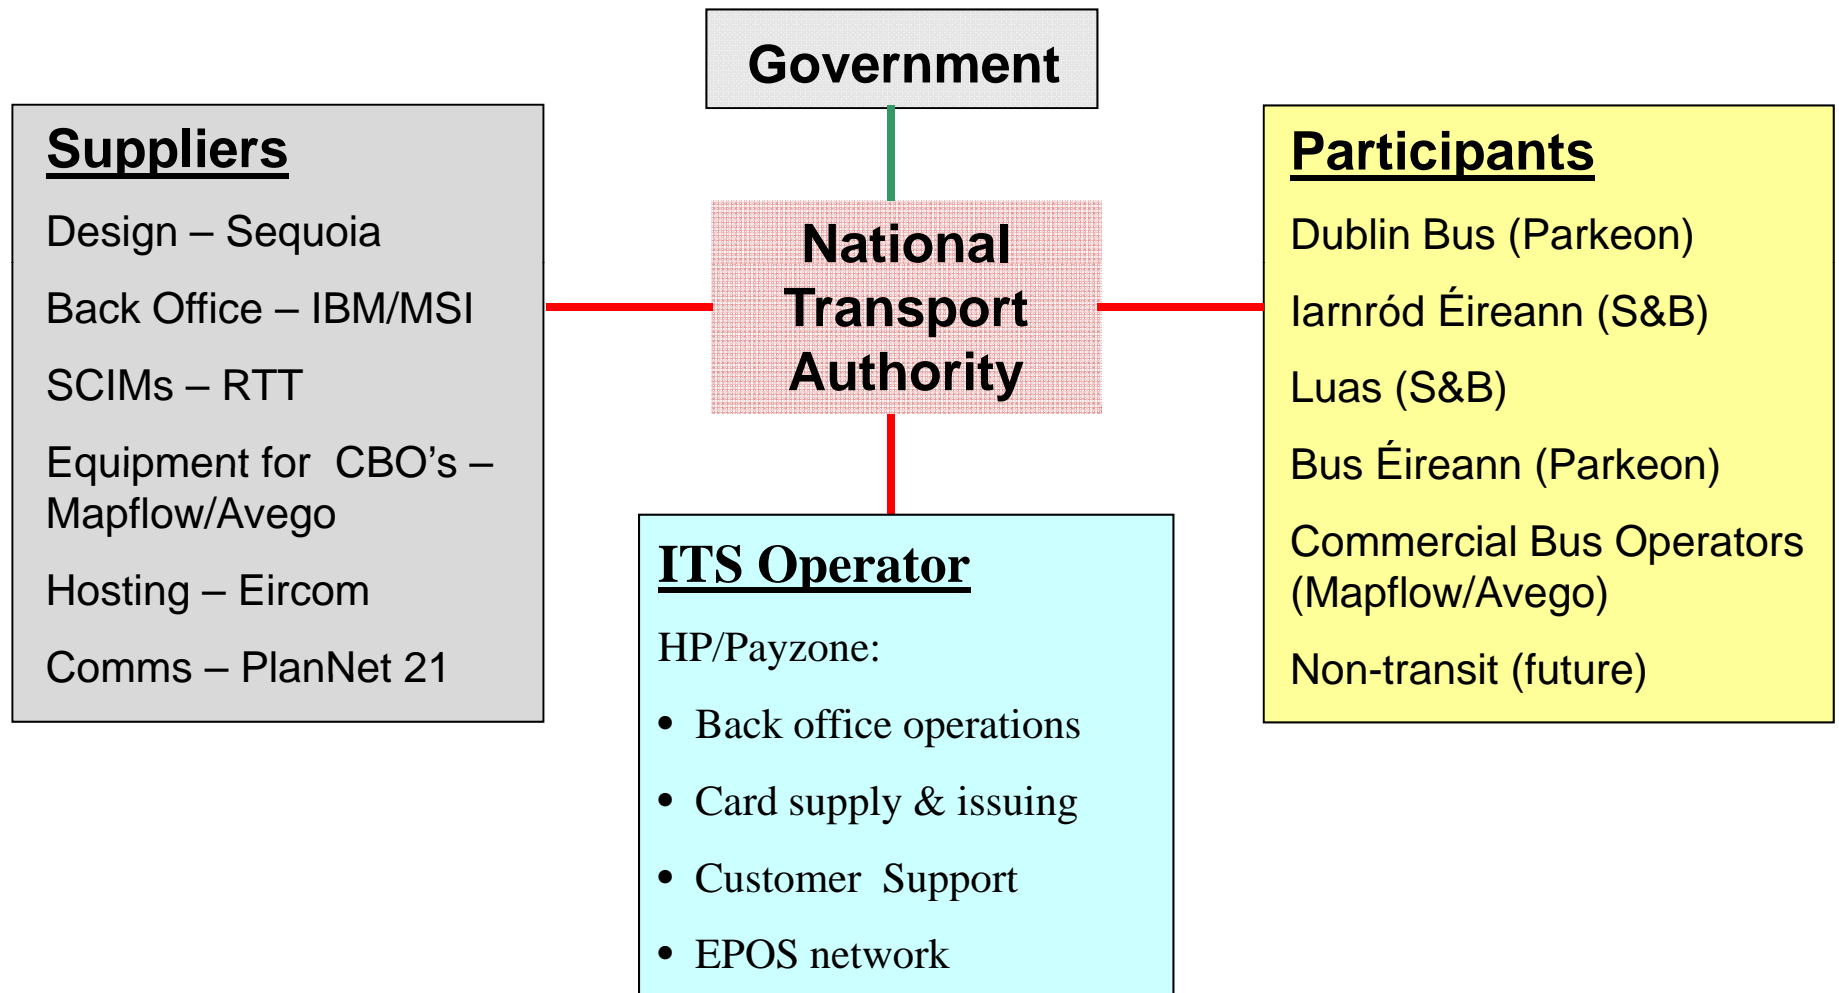 Government
Suppliers
Design – Sequoia
Back Office – IBM/MSI
SCIMs – RTT
Equipment for CBO's –
Mapflow/Avego
Hosting – Eircom
Comms – PlanNet 21
National
Transport
Authority
Participants
Dublin Bus (Parkeon)
Iarnród Éireann (S&B)
Luas (S&B)
Bus Éireann (Parkeon)
Commercial Bus Operators
(Mapflow/Avego)
Non-transit (future)
ITS Operator
HP/Payzone:
• Back office operations
• Card supply & issuing
• Customer Support
• EPOS network